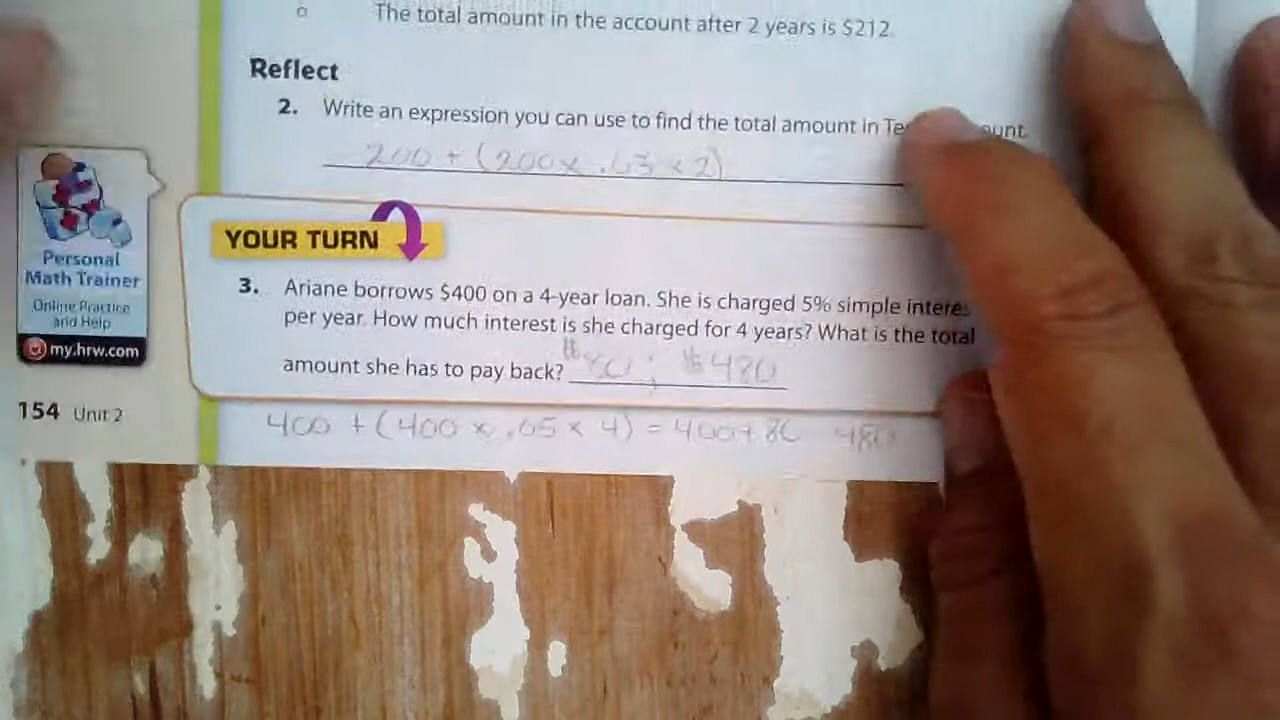 The total amount in the account after 2 years is $212.
Reflect
2. Write an expression you can use to find the total amount in
200 + (200 x .03 x 2)
YOUR TURN
3. Ariane borrows $400 on a 4-year loan. She is charged 5% simple
per year. How much interest is she charged for 4 years? What is the total
amount she has to pay back? $80; $480
400 + (400 x .05 x 4) = 400+80 480
Personal
Math Trainer
Online Practice
and Help
my.hrw.com
154 Unit 2